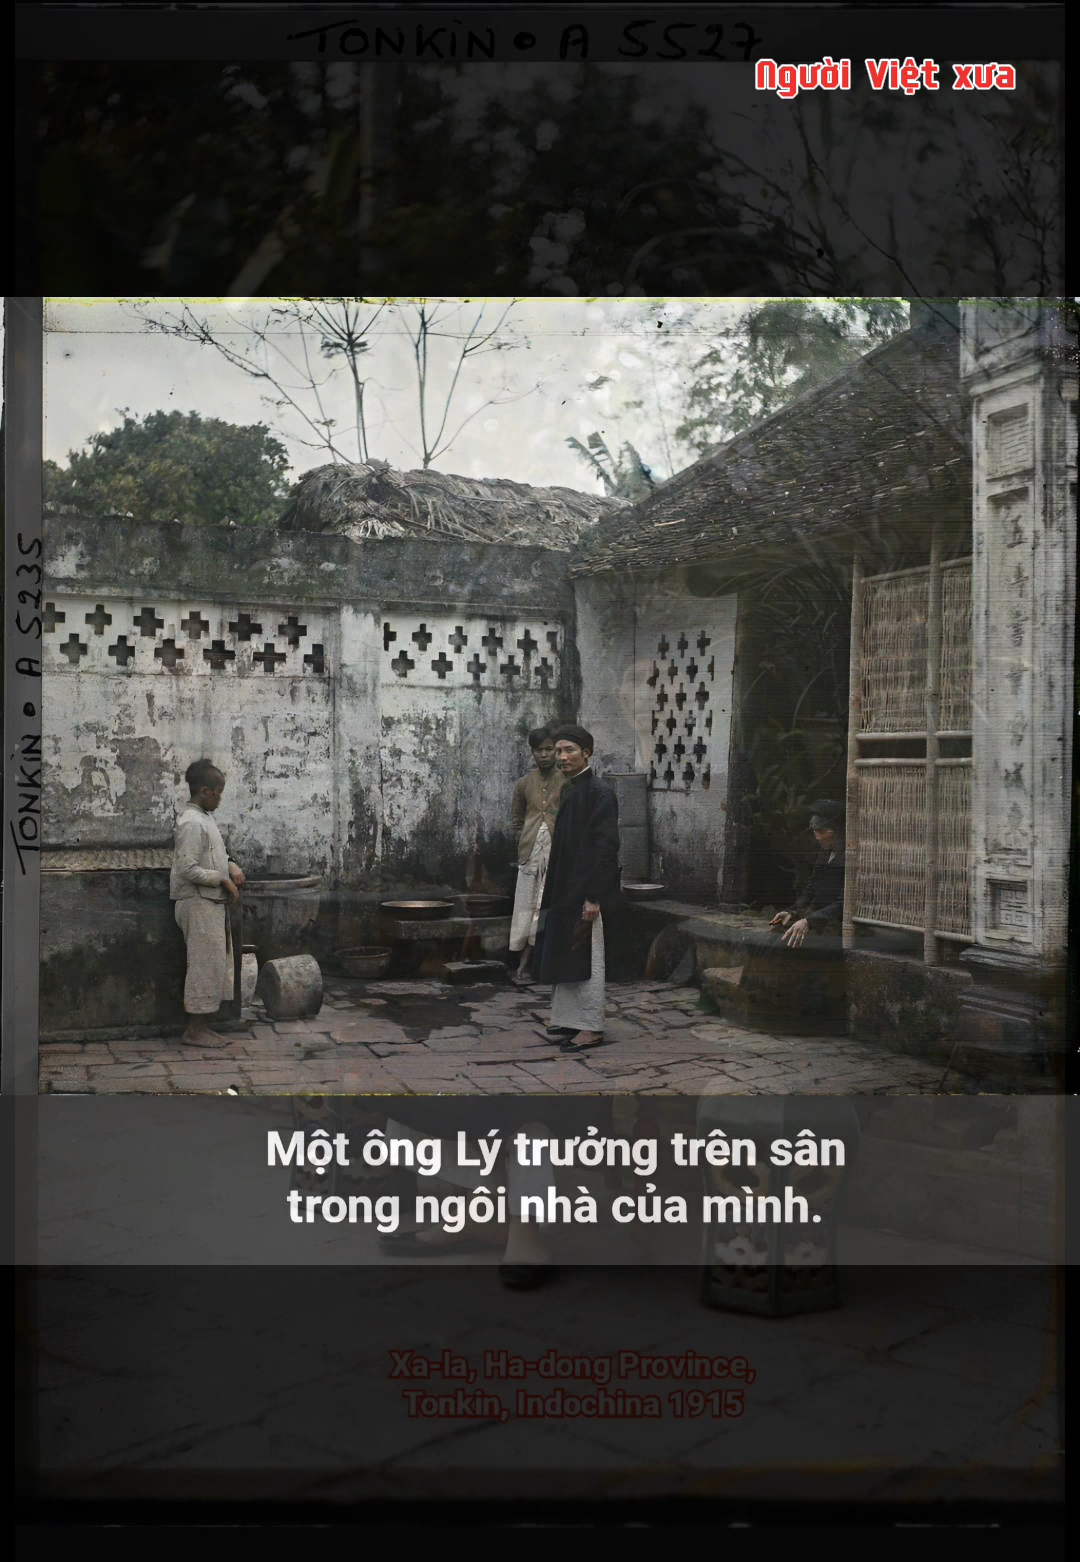 TONKIN • A 5527
Người Việt xưa
TONKIN • A 5235
Một ông Lý trưởng trên sân
trong ngôi nhà của mình.
Xa-la, Ha-dong Province,
Tonkin, Indochina 1915